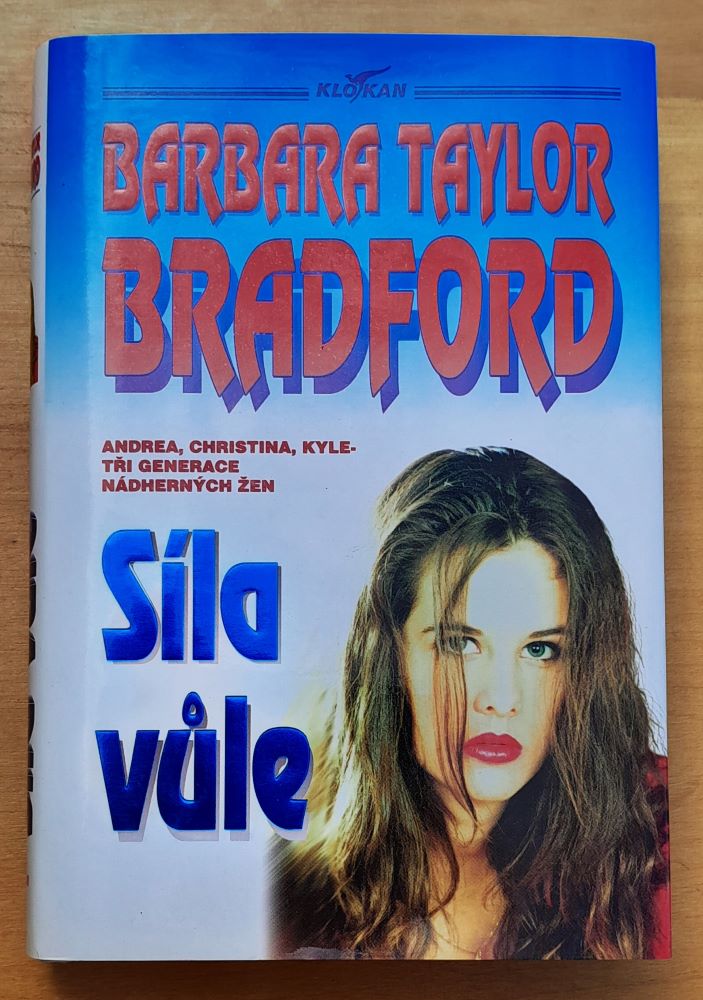 KLOKAN
BARBARA TAYLOR
BRADFORD
ANDREA, CHRISTINA, KYLE-
TŘI GENERACE
NÁDHERNÝCH ŽEN
Síla
vůle